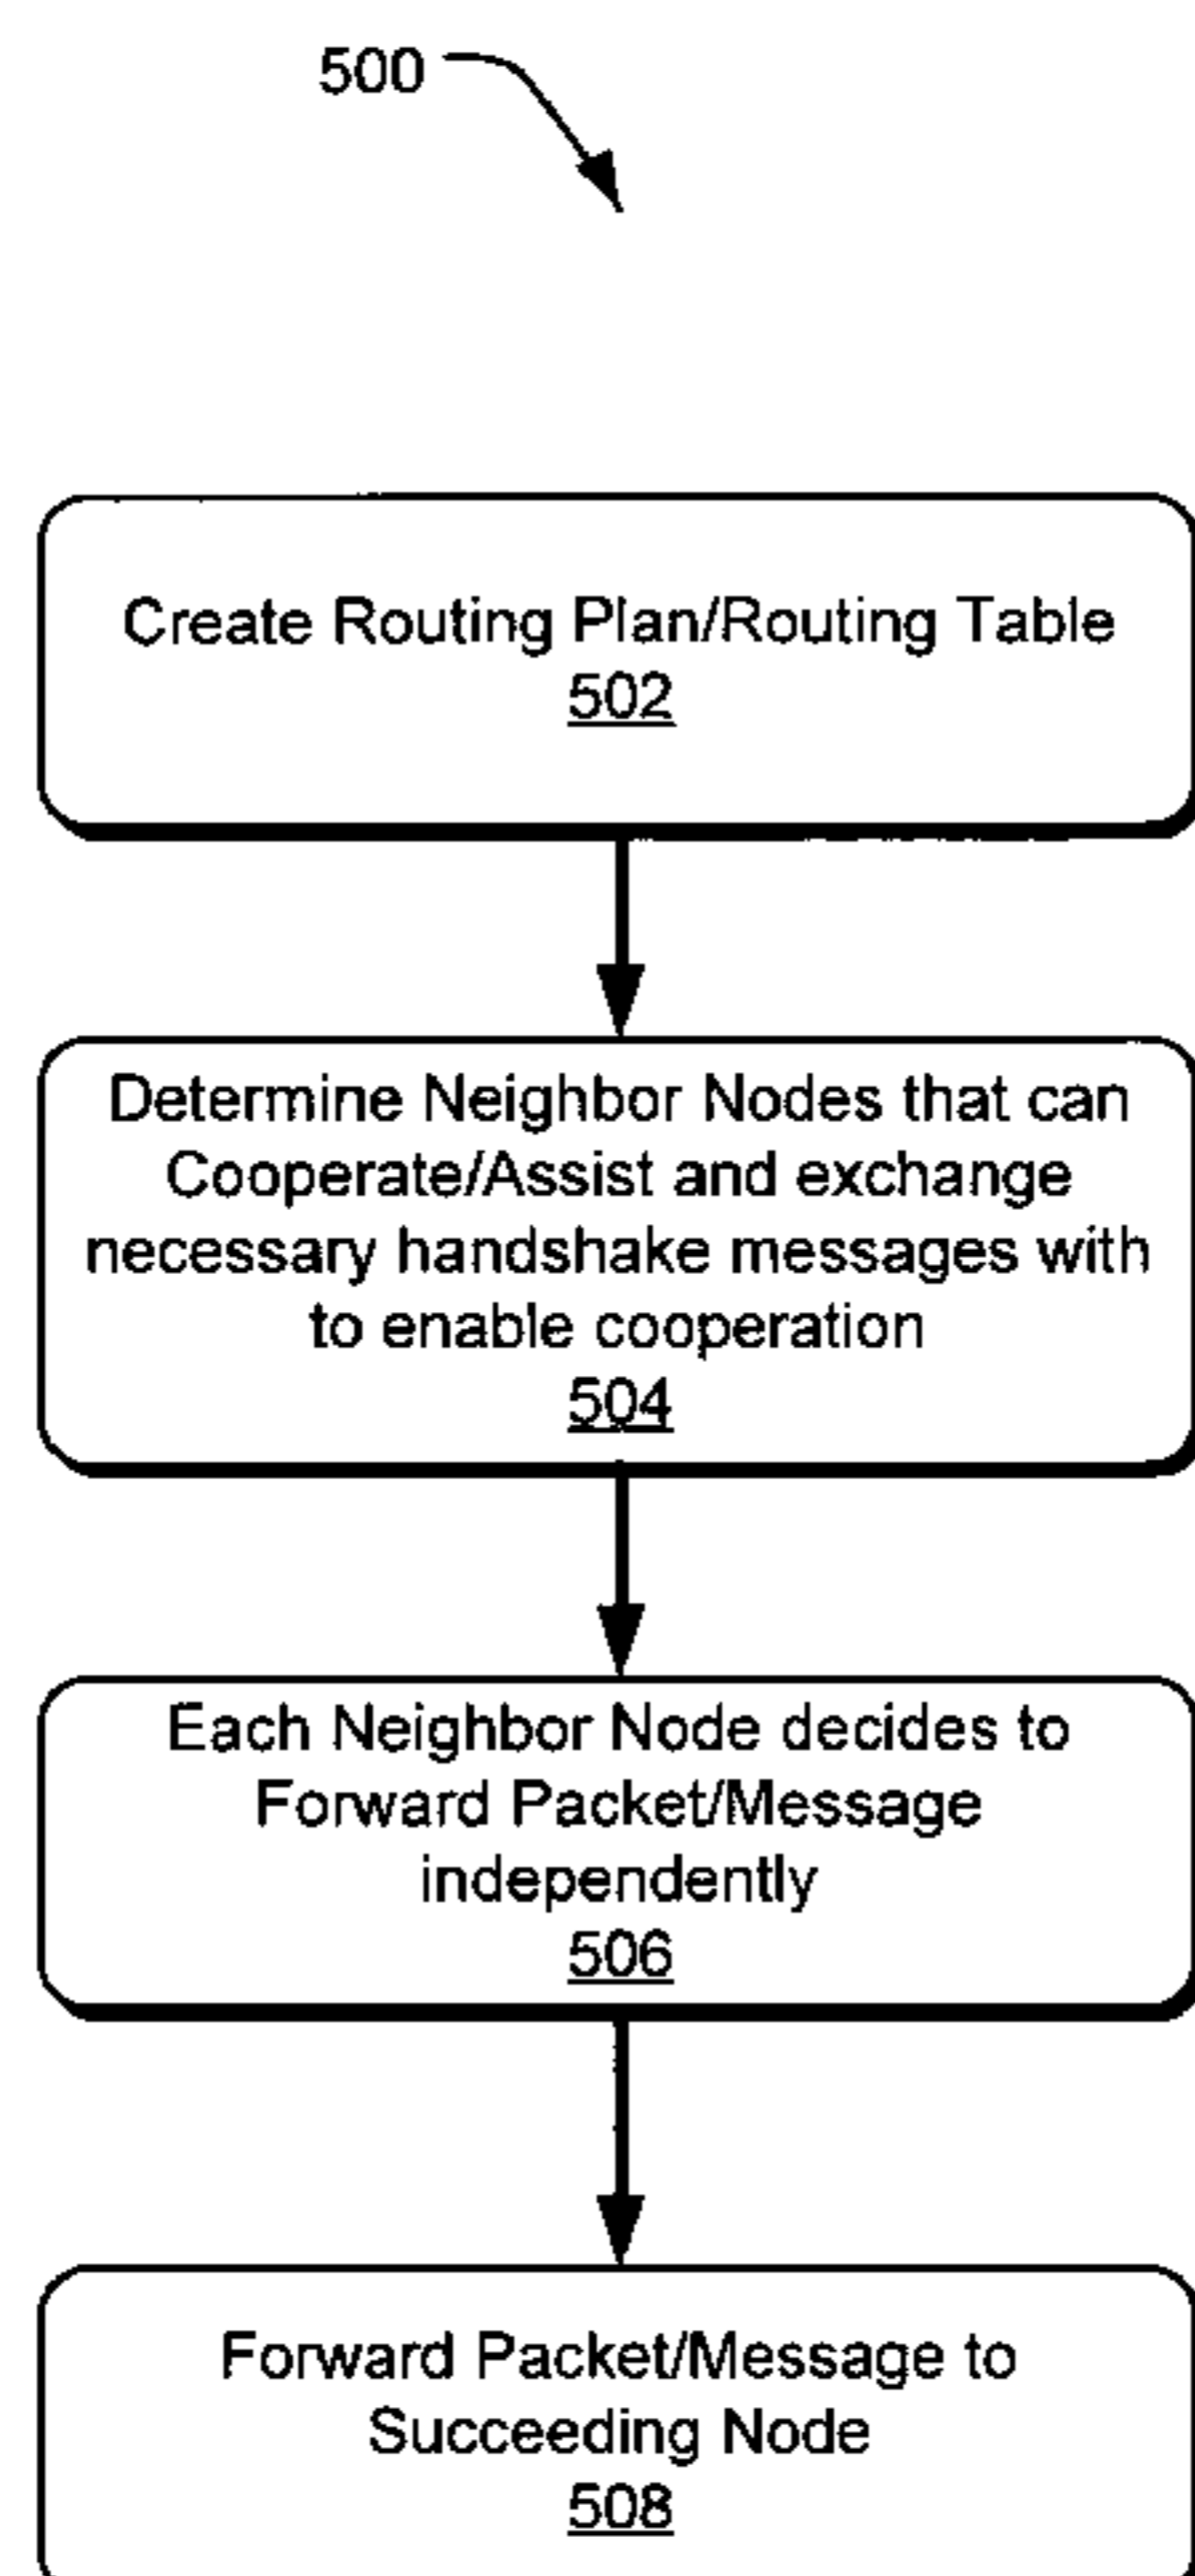 500
Create Routing Plan/Routing Table
502
Determine Neighbor Nodes that can
Cooperate/Assist and exchange
necessary handshake messages with
to enable cooperation
504
Each Neighbor Node decides to
Forward Packet/Message
independently
506
Forward Packet/Message to
Succeeding Node
508